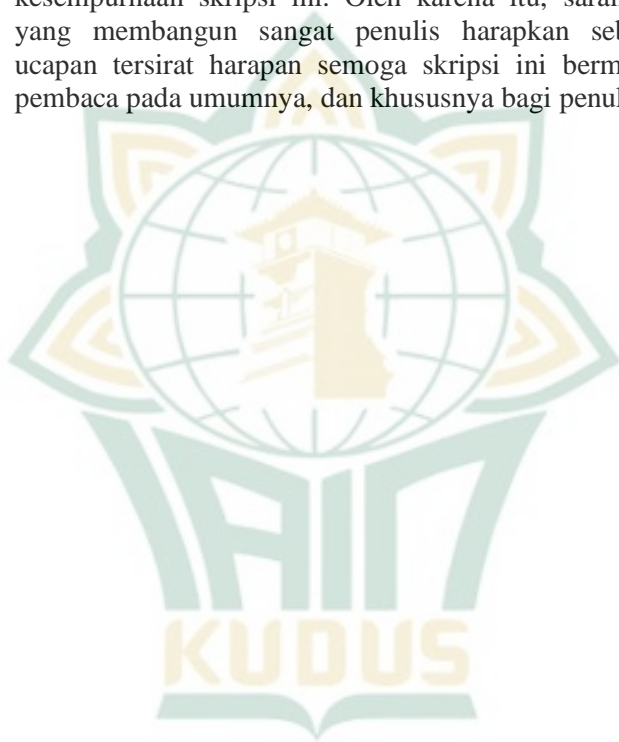 kesempurnaan skripsi ini. Oleh karena itu, saran
yang membangun sangat penulis harapkan
ucapan tersirat harapan semoga skripsi ini
pembaca pada umumnya, dan khususnya bagi
IAIN
KUDUS